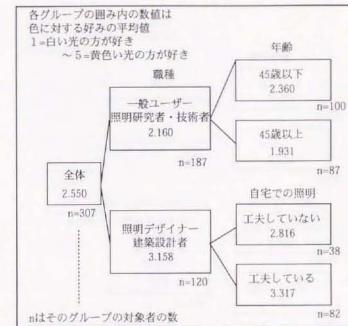 各グループの囲み内の数値は
色に対する好みの平均値
1＝白い光の方が好き
～5＝黄色い光の方が好き
職種
年齢
一般ユーザー
照明研究者・技術者
2.160
n=187
45歳以下
2.360
n=100
45歳以上
1.931
n=87
全体
2.550
n=307
自宅での照明
照明デザイナー
建築設計者
3.158
n=120
工夫していない
2.816
n=38
工夫している
3.317
n=82
nはそのグループの対象者の数